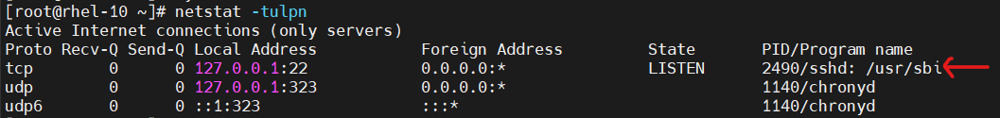 [root@rhel-10 ~]# netstat -tulpn
Active Internet connections (only servers)
Proto Recv-Q Send-Q Local Address           Foreign Address         State       PID/Program name
tcp        0      0 127.0.0.1:22            0.0.0.0:*               LISTEN      2490/sshd: /usr/sbi
udp        0      0 127.0.0.1:323           0.0.0.0:*                           1140/chronyd
udp6       0      0 ::1:323                 :::*                                1140/chronyd